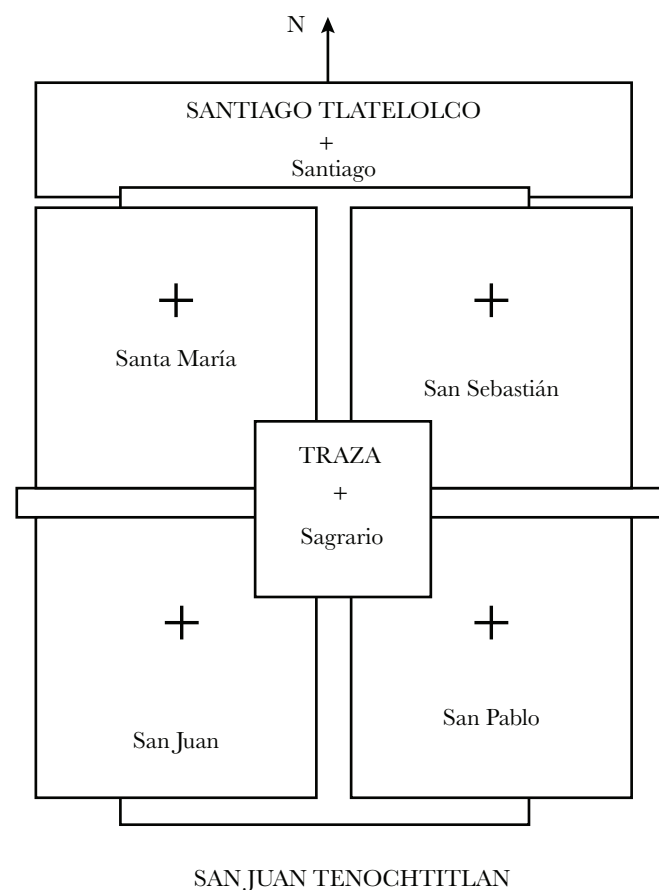 N
SANTIAGO TLATELOLCO
+
Santiago
Santa María
San Sebastián
TRAZA
+
Sagrario
San Juan
San Pablo
SAN JUAN TENOCHTITLAN